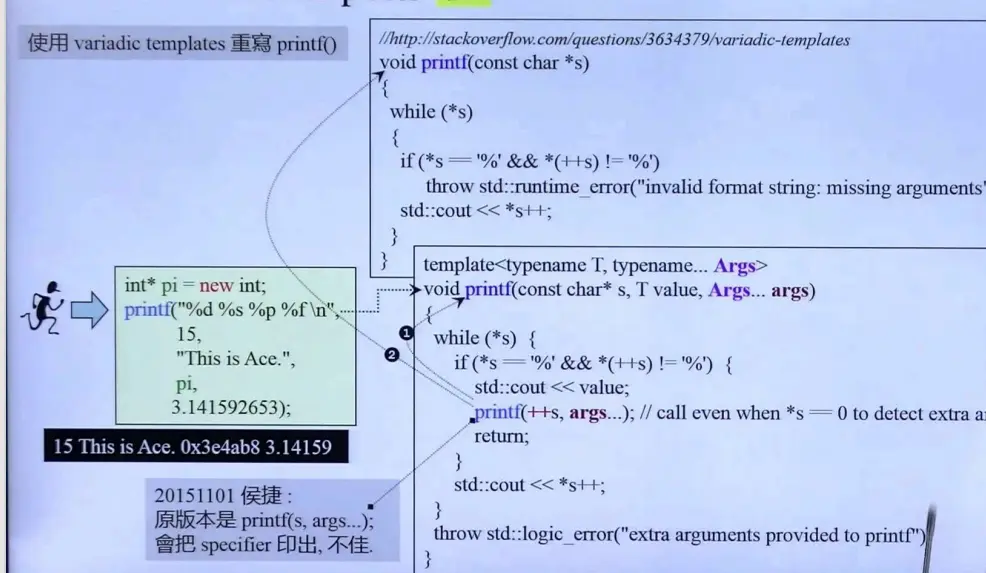 使用 variadic templates 重寫 printf()
//http://stackoverflow.com/questions/3634379/variadic-templates
void printf(const char *s)
{
while (*s)
{
if (*s == '%' && *(++s) != '%')
throw std::runtime_error("invalid format string: missing arguments"
std::cout << *s++;
}
}
template<typename T, typename... Args>
void printf(const char* s, T value, Args... args)
{
while (*s) {
if (*s == '%' && *(++s) != '%') {
std::cout << value;
printf(++s, args...); // call even when *s == 0 to detect extra
return;
}
std::cout << *s++;
}
throw std::logic_error("extra arguments provided to printf")
}
int* pi = new int;
printf("%d %s %p %f \n",
15,
"This is Ace.",
pi,
3.141592653);
❶
❷
15 This is Ace. 0x3e4ab8 3.14159
20151101 侯捷 :
原版本是 printf(s, args...);
會把 specifier 印出, 不佳.